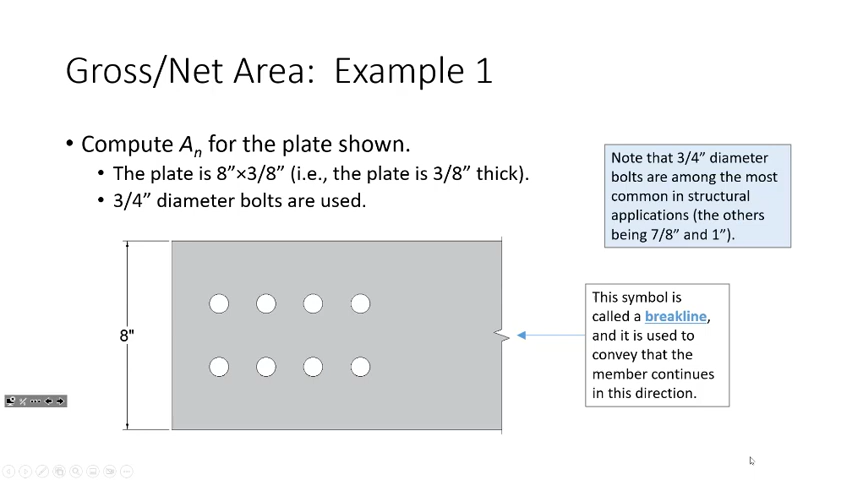 Gross/Net Area: Example 1
• Compute An for the plate shown.
• The plate is 8”×3/8” (i.e., the plate is 3/8” thick).
• 3/4” diameter bolts are used.
Note that 3/4” diameter
bolts are among the most
common in structural
applications (the others
being 7/8” and 1”).
8"
This symbol is
called a breakline,
and it is used to
convey that the
member continues
in this direction.